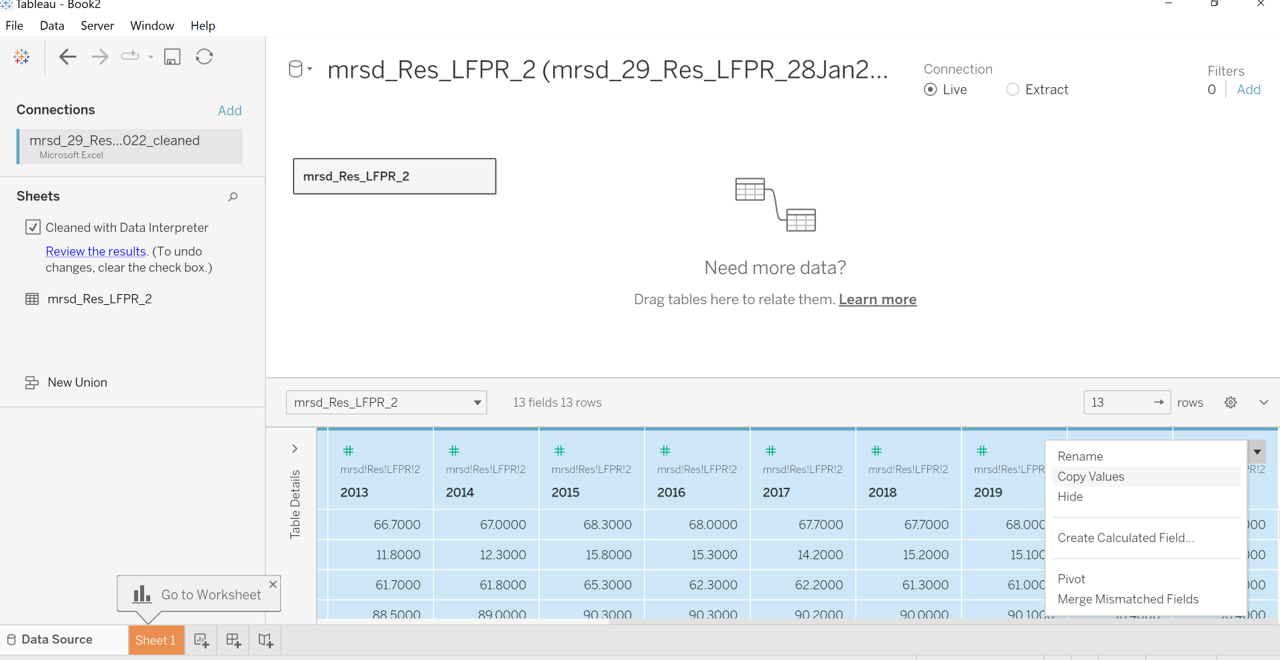 Tableau - Book2
File Data Server Window Help
Connections Add
mrsd_29_Res...022_cleaned
Microsoft Excel
Sheets
Cleaned with Data Interpreter
Review the results. (To undo
changes, clear the check box.)
mrsd_Res_LFPR_2
New Union
mrsd_Res_LFPR_2 (mrsd_29_Res_LFPR_28Jan2...
Connection
Live Extract
Filters
0 Add
mrsd_Res_LFPR_2
Need more data?
Drag tables here to relate them. Learn more
mrsd_Res_LFPR_2 13 fields 13 rows 13 rows
Table Details
mrsd!Res!LFPR!2 mrsd!Res!LFPR!2 mrsd!Res!LFPR!2 mrsd!Res!LFPR!2 mrsd!Res!LFPR!2 mrsd!Res!LFPR!2 mrsd!Res!LFPR
2013 2014 2015 2016 2017 2018 2019
66.7000 67.0000 68.3000 68.0000 67.7000 67.7000 68.000
11.8000 12.3000 15.8000 15.3000 14.2000 15.2000 15.100
61.7000 61.8000 65.3000 62.3000 62.2000 61.3000 61.000
88.5000 89.0000 90.3000 90.3000 90.2000 90.0000 90.100
Rename
Copy Values
Hide
Create Calculated Field...
Pivot
Merge Mismatched Fields
Go to Worksheet
Data Source Sheet 1